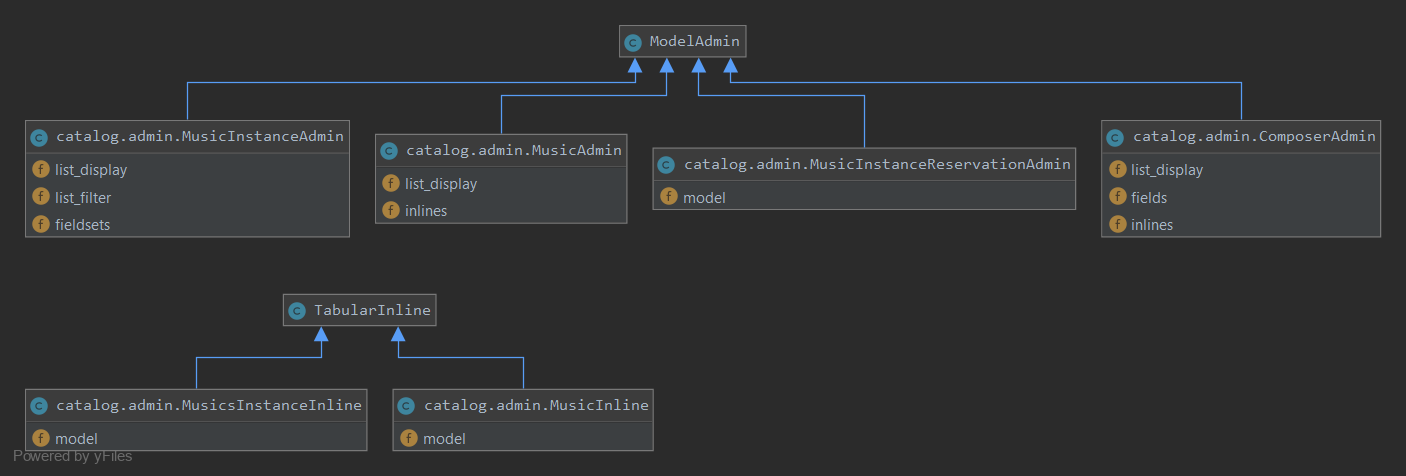 ModelAdmin
catalog.admin.MusicInstanceAdmin
list_display
list_filter
fieldsets
catalog.admin.MusicAdmin
list_display
inlines
catalog.admin.MusicInstanceReservationAdmin
model
catalog.admin.ComposerAdmin
list_display
fields
inlines
TabularInline
catalog.admin.MusicsInstanceInline
model
catalog.admin.MusicInline
model
Powered by yFiles